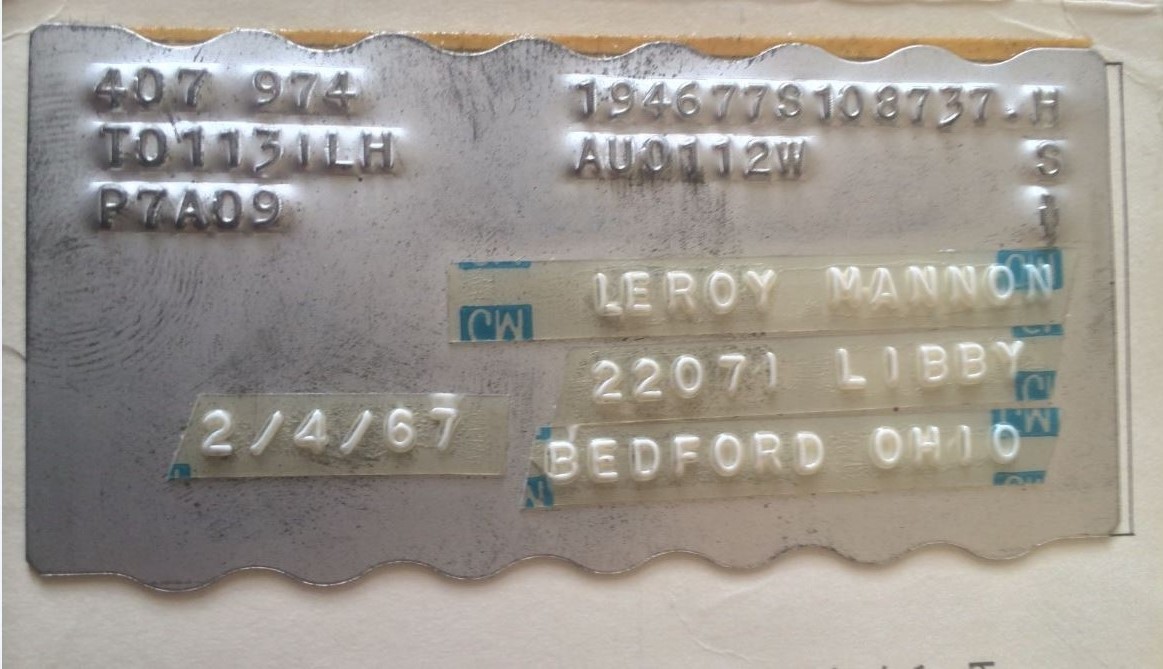 407 974 194677S108737.H
T01131LH AU0112W S
P7A09
LEROY MANNON
22071 LIBBY
2/4/67 BEDFORD OHIO